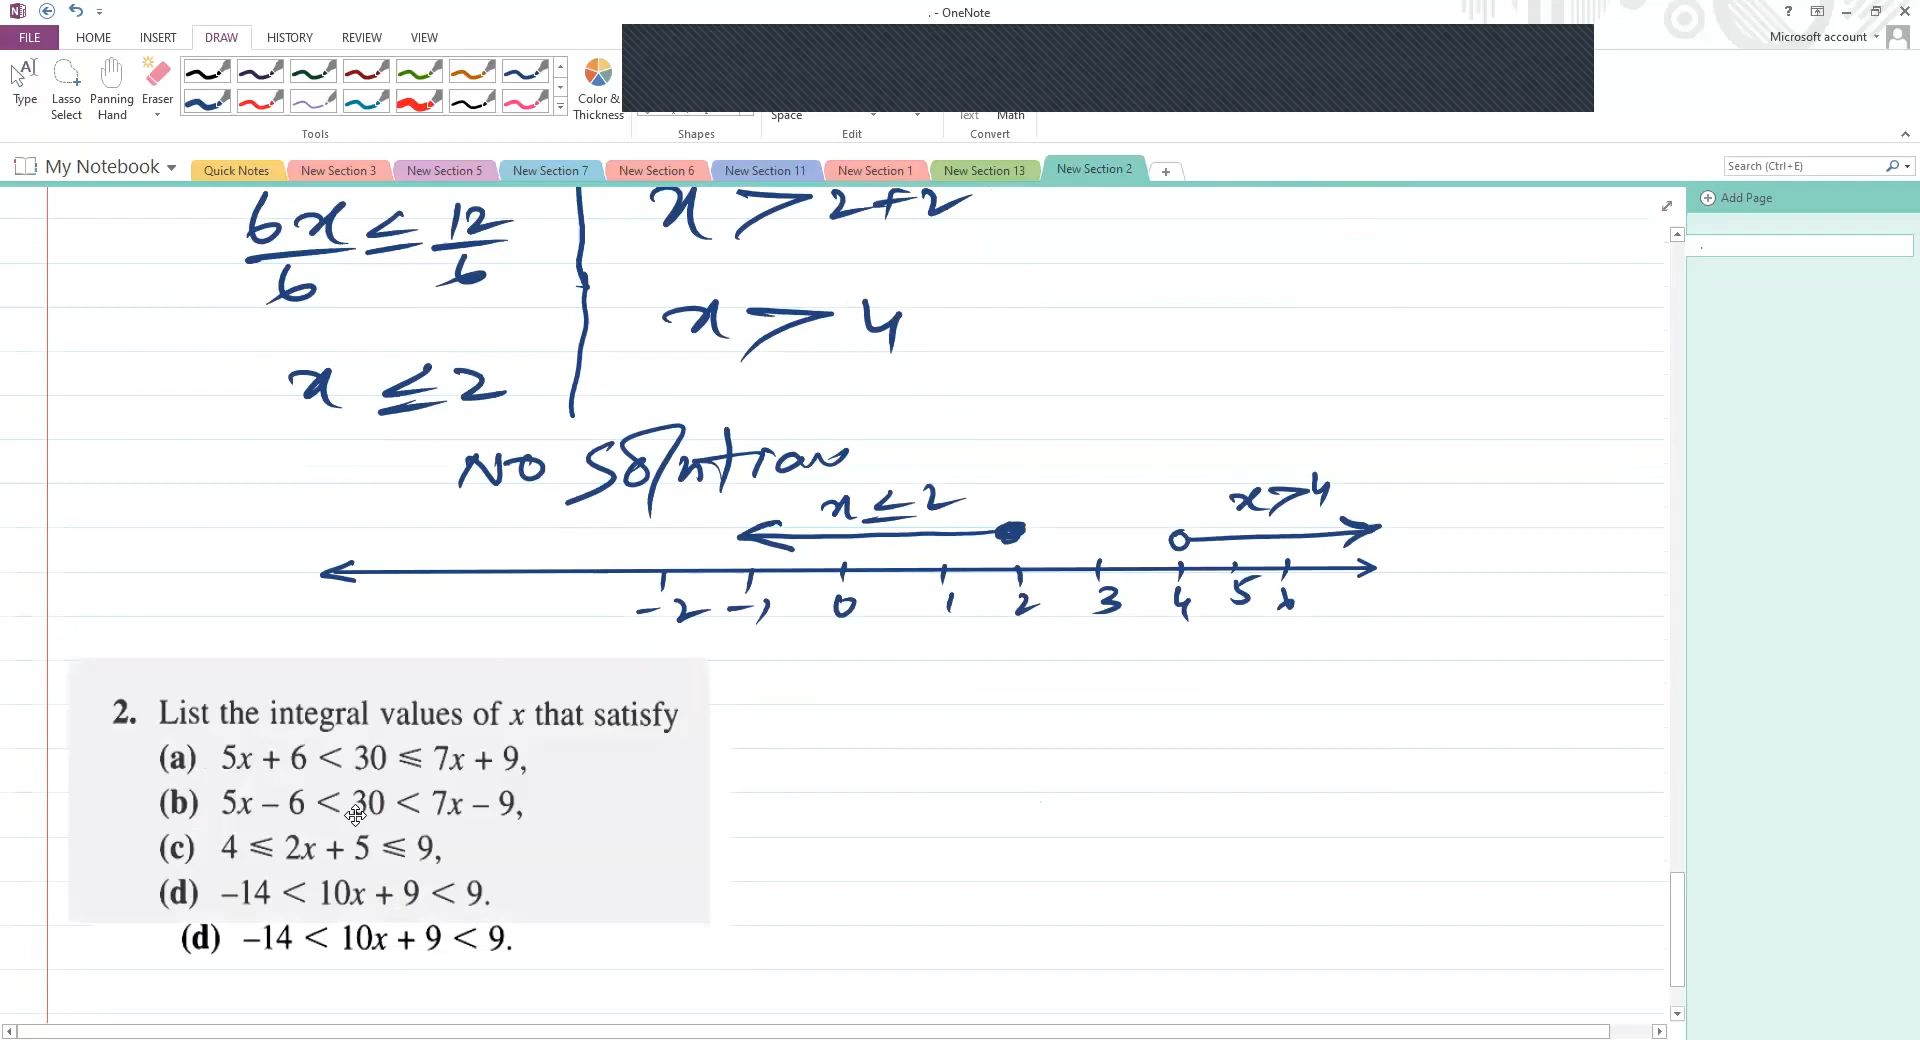 . - OneNote
?
FILE HOME INSERT DRAW HISTORY REVIEW VIEW
Microsoft account
Type Lasso Select Panning Hand Eraser Color & Thickness
Space Text Math
Tools Shapes Edit Convert
My Notebook Quick Notes New Section 3 New Section 5 New Section 7 New Section 6 New Section 11 New Section 1 New Section 13 New Section 2
Search (Ctrl+E)
Add Page
.
6x/6 ≤ 12/6
x > 2+2
x > 4
x ≤ 2
NO solution
x ≤ 2 x>4
-2 -1 0 1 2 3 4 5 6
2. List the integral values of x that satisfy
(a) 5x + 6 < 30 ⩽ 7x + 9,
(b) 5x – 6 < 30 < 7x – 9,
(c) 4 ⩽ 2x + 5 ⩽ 9,
(d) –14 < 10x + 9 < 9.
(d) –14 < 10x + 9 < 9.